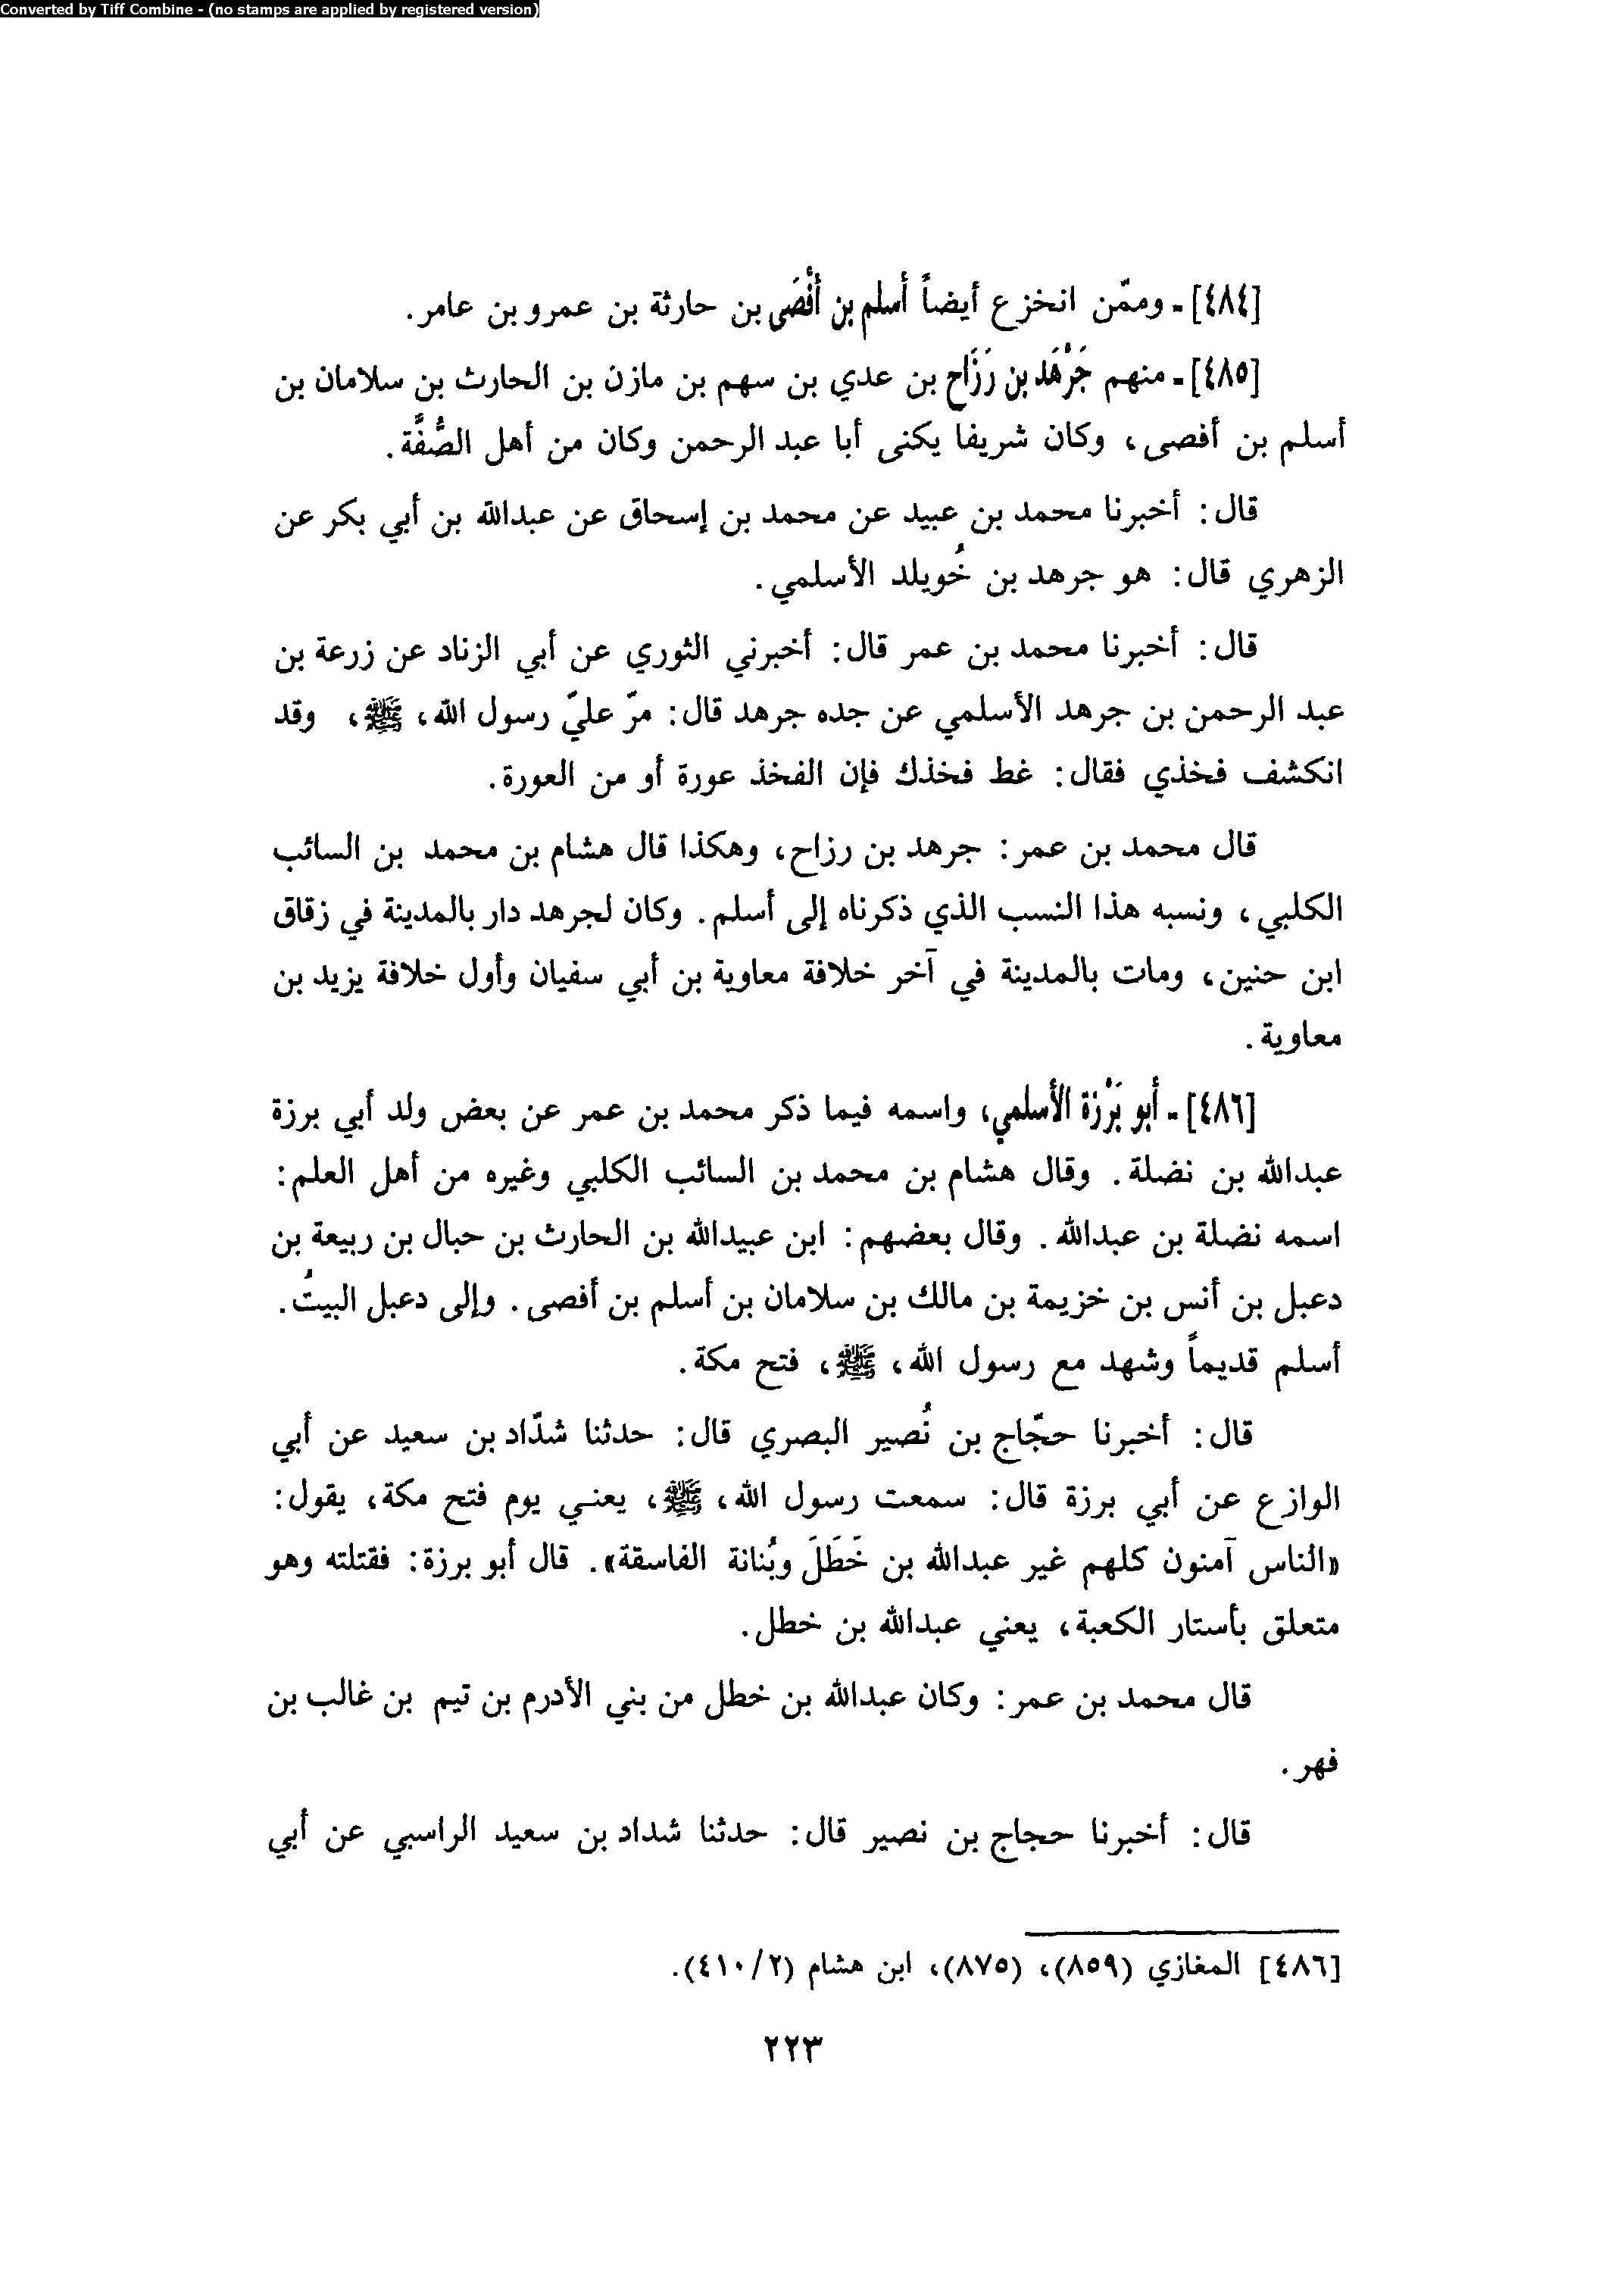 Converted by Tiff Combine - (no stamps are applied by registered version)
[٤٨٤] - وممّن انخزع أيضاً أسلم بن أَفْصَى بن حارثة بن عمرو بن عامر.
[٤٨٥] - منهم جَرْهَد بن رَزَاح بن عدي بن سهم بن مازن بن الحارث بن سلامان بن
أسلم بن أفصى، وكان شريفا يكنى أبا عبد الرحمن وكان من أهل الصُّفَّة.
قال: أخبرنا محمد بن عبيد عن محمد بن إسحاق عن عبدالله بن أبي بكر عن
الزهري قال: هو جرهد بن خُويلد الأسلمي.
قال: أخبرنا محمد بن عمر قال: أخبرني الثوري عن أبي الزناد عن زرعة بن
عبد الرحمن بن جرهد الأسلمي عن جده جرهد قال: مرّ عليّ رسول الله، ﷺ، وقد
انكشف فخذي فقال: غط فخذك فإن الفخذ عورة أو من العورة.
قال محمد بن عمر: جرهد بن رزاح، وهكذا قال هشام بن محمد بن السائب
الكلبي، ونسبه هذا النسب الذي ذكرناه إلى أسلم. وكان لجرهد دار بالمدينة في زقاق
ابن حنين، ومات بالمدينة في آخر خلافة معاوية بن أبي سفيان وأول خلافة يزيد بن
معاوية.
[٤٨٦] - أبو بَرْزة الأسلمي، واسمه فيما ذكر محمد بن عمر عن بعض ولد أبي برزة
عبدالله بن نضلة. وقال هشام بن محمد بن السائب الكلبي وغيره من أهل العلم:
اسمه نضلة بن عبدالله. وقال بعضهم: ابن عبيدالله بن الحارث بن حبال بن ربيعة بن
دعبل بن أنس بن خزيمة بن مالك بن سلامان بن أسلم بن أفصى. وإلى دعبل البيتُ.
أسلم قديماً وشهد مع رسول الله، ﷺ، فتح مكة.
قال: أخبرنا حجّاج بن نُصير البصري قال: حدثنا شدّاد بن سعيد عن أبي
الوازع عن أبي برزة قال: سمعت رسول الله، ﷺ، يعني يوم فتح مكة، يقول:
«الناس آمنون كلهم غير عبدالله بن خَطَلَ وبُنانة الفاسقة». قال أبو برزة: فقتلته وهو
متعلق بأستار الكعبة، يعني عبدالله بن خطل.
قال محمد بن عمر: وكان عبدالله بن خطل من بني الأدرم بن تيم بن غالب بن
فهر.
قال: أخبرنا حجاج بن نصير قال: حدثنا شداد بن سعيد الراسبي عن أبي
[٤٨٦] المغازي (٨٥٩)، (٨٧٥)، ابن هشام (٢/‏٤١٠).
٢٢٣